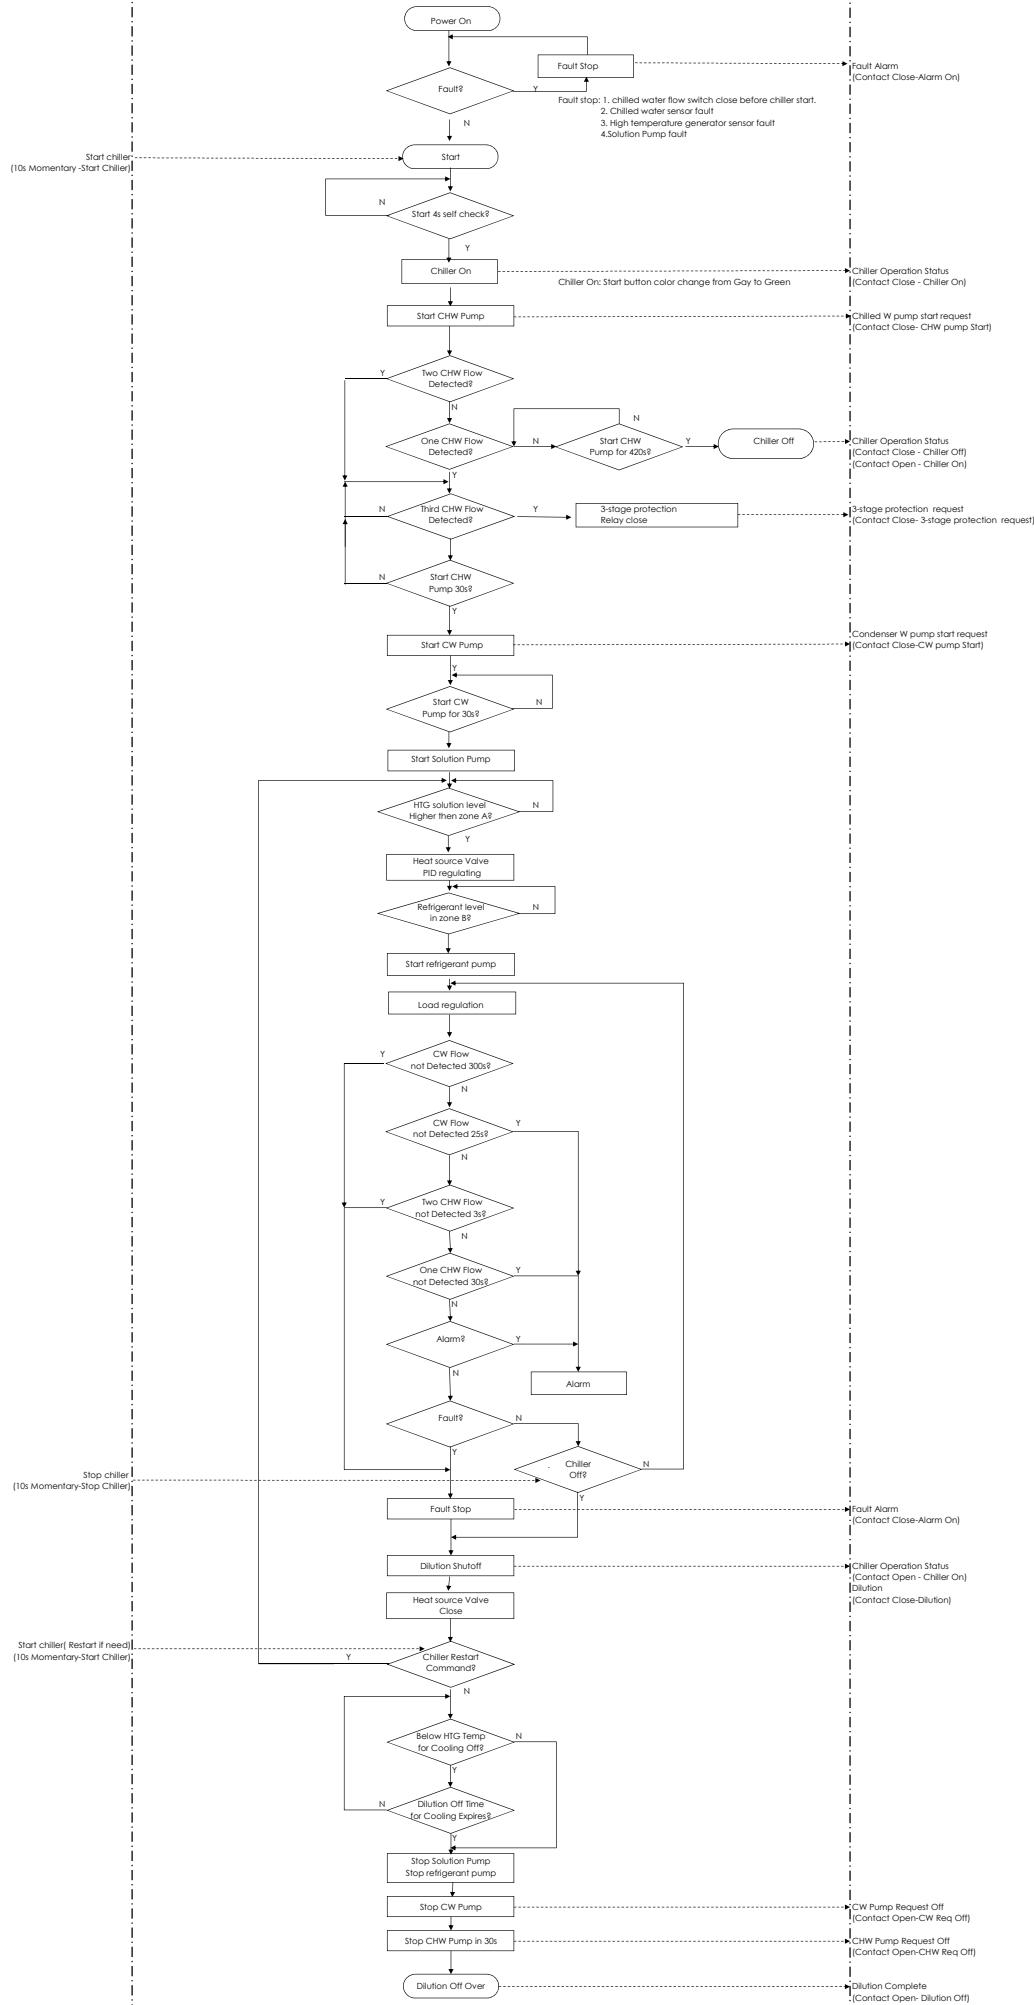 Power On
Fault Stop
Fault Alarm
(Contact Close-Alarm On)
Fault?
Y
Fault stop: 1. chilled water flow switch close before chiller start.
2. Chilled water sensor fault
3. High temperature generator sensor fault
4.Solution Pump fault
N
Start chiller
(10s Momentary -Start Chiller)
Start
N
Start 4s self check?
Y
Chiller On
Chiller Operation Status
(Contact Close - Chiller On)
Chiller On: Start button color change from Gay to Green
Start CHW Pump
Chilled W pump start request
(Contact Close- CHW pump Start)
Y
Two CHW Flow
Detected?
N
One CHW Flow
Detected?
N
N
Start CHW
Pump for 420s?
Y
Chiller Off
Chiller Operation Status
(Contact Close - Chiller Off)
(Contact Open - Chiller On)
Y
N
Third CHW Flow
Detected?
Y
3-stage protection
Relay close
3-stage protection request
(Contact Close- 3-stage protection request)
N
Start CHW
Pump 30s?
Y
Start CW Pump
Condenser W pump start request
(Contact Close-CW pump Start)
Y
Start CW
Pump for 30s?
N
Start Solution Pump
HTG solution level
Higher then zone A?
N
Y
Heat source Valve
PID regulating
Refrigerant level
in zone B?
N
Start refrigerant pump
Load regulation
Y
CW Flow
not Detected 300s?
N
CW Flow
not Detected 25s?
Y
N
Y
Two CHW Flow
not Detected 3s?
N
One CHW Flow
not Detected 30s?
Y
N
Alarm?
Y
N
Alarm
Fault?
N
Y
Chiller
Off?
N
Stop chiller
(10s Momentary-Stop Chiller)
Y
Fault Stop
Fault Alarm
(Contact Close-Alarm On)
Dilution Shutoff
Chiller Operation Status
(Contact Open - Chiller On)
Dilution
(Contact Close-Dilution)
Heat source Valve
Close
Start chiller( Restart if need)
(10s Momentary-Start Chiller)
Y
Chiller Restart
Command?
N
Below HTG Temp
for Cooling Off?
N
Y
N
Dilution Off Time
for Cooling Expires?
Y
Stop Solution Pump
Stop refrigerant pump
Stop CW Pump
CW Pump Request Off
(Contact Open-CW Req Off)
Stop CHW Pump in 30s
CHW Pump Request Off
(Contact Open-CHW Req Off)
Dilution Off Over
Dilution Complete
(Contact Open- Dilution Off)